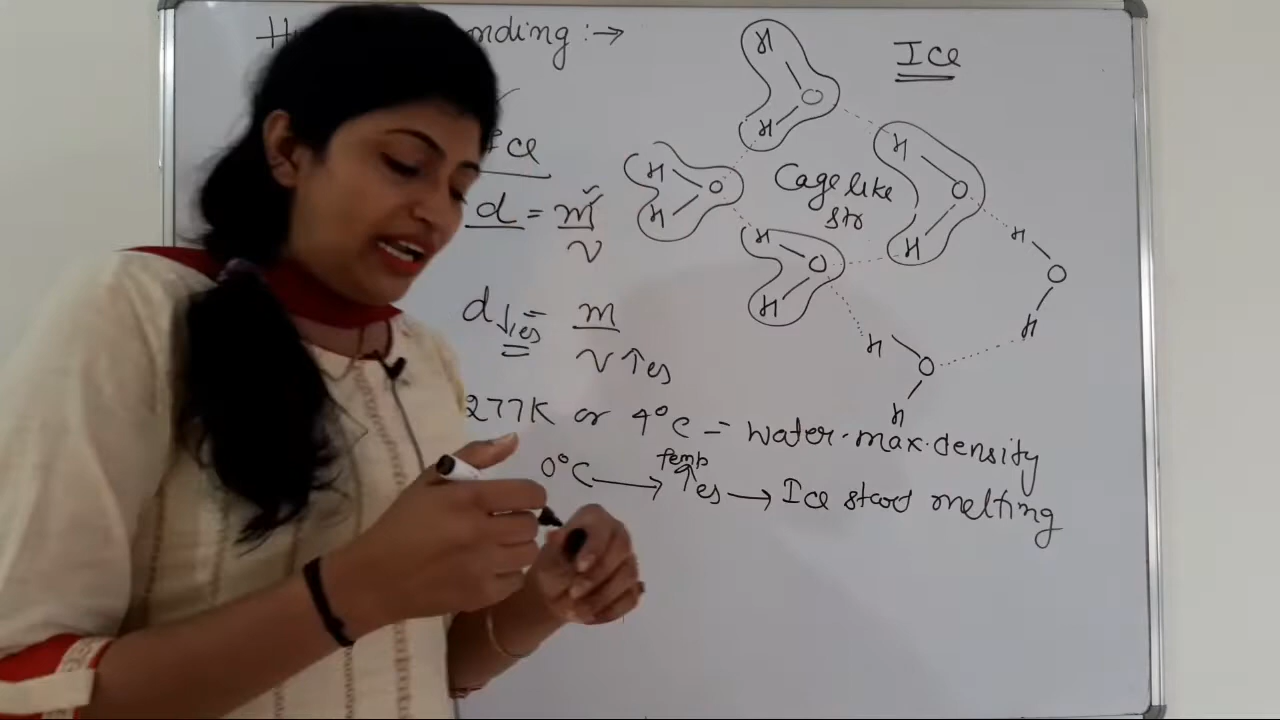 nding :→
Ice
Ice
d = m/v
Cage like
str
d↓es = m/v↑es
277K or 4°C = water max. density
0°C → temp ↑es → Ice start melting
H
O
H
H
O
H
H
O
H
H
O
H
H
O
H
H
O
H